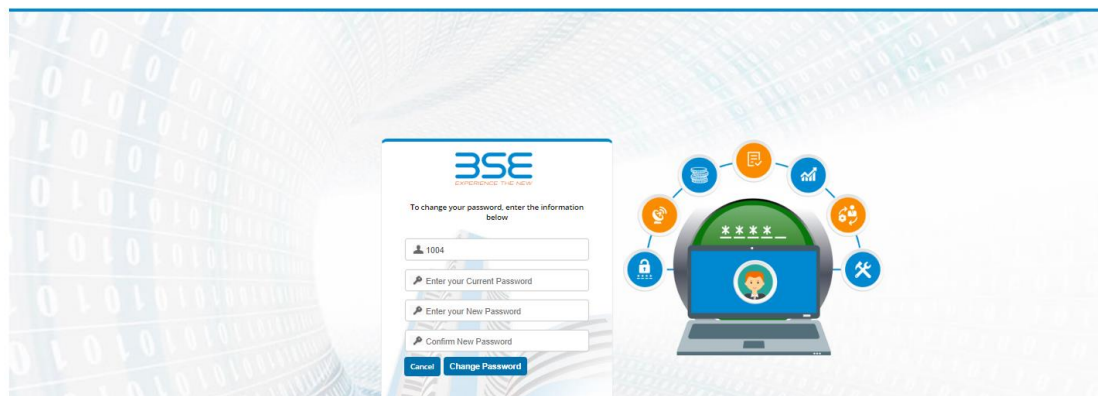 BSE
EXPERIENCE THE NEW
To change your password, enter the information
below
1004
Enter your Current Password
Enter your New Password
Confirm New Password
Cancel
Change Password
****_